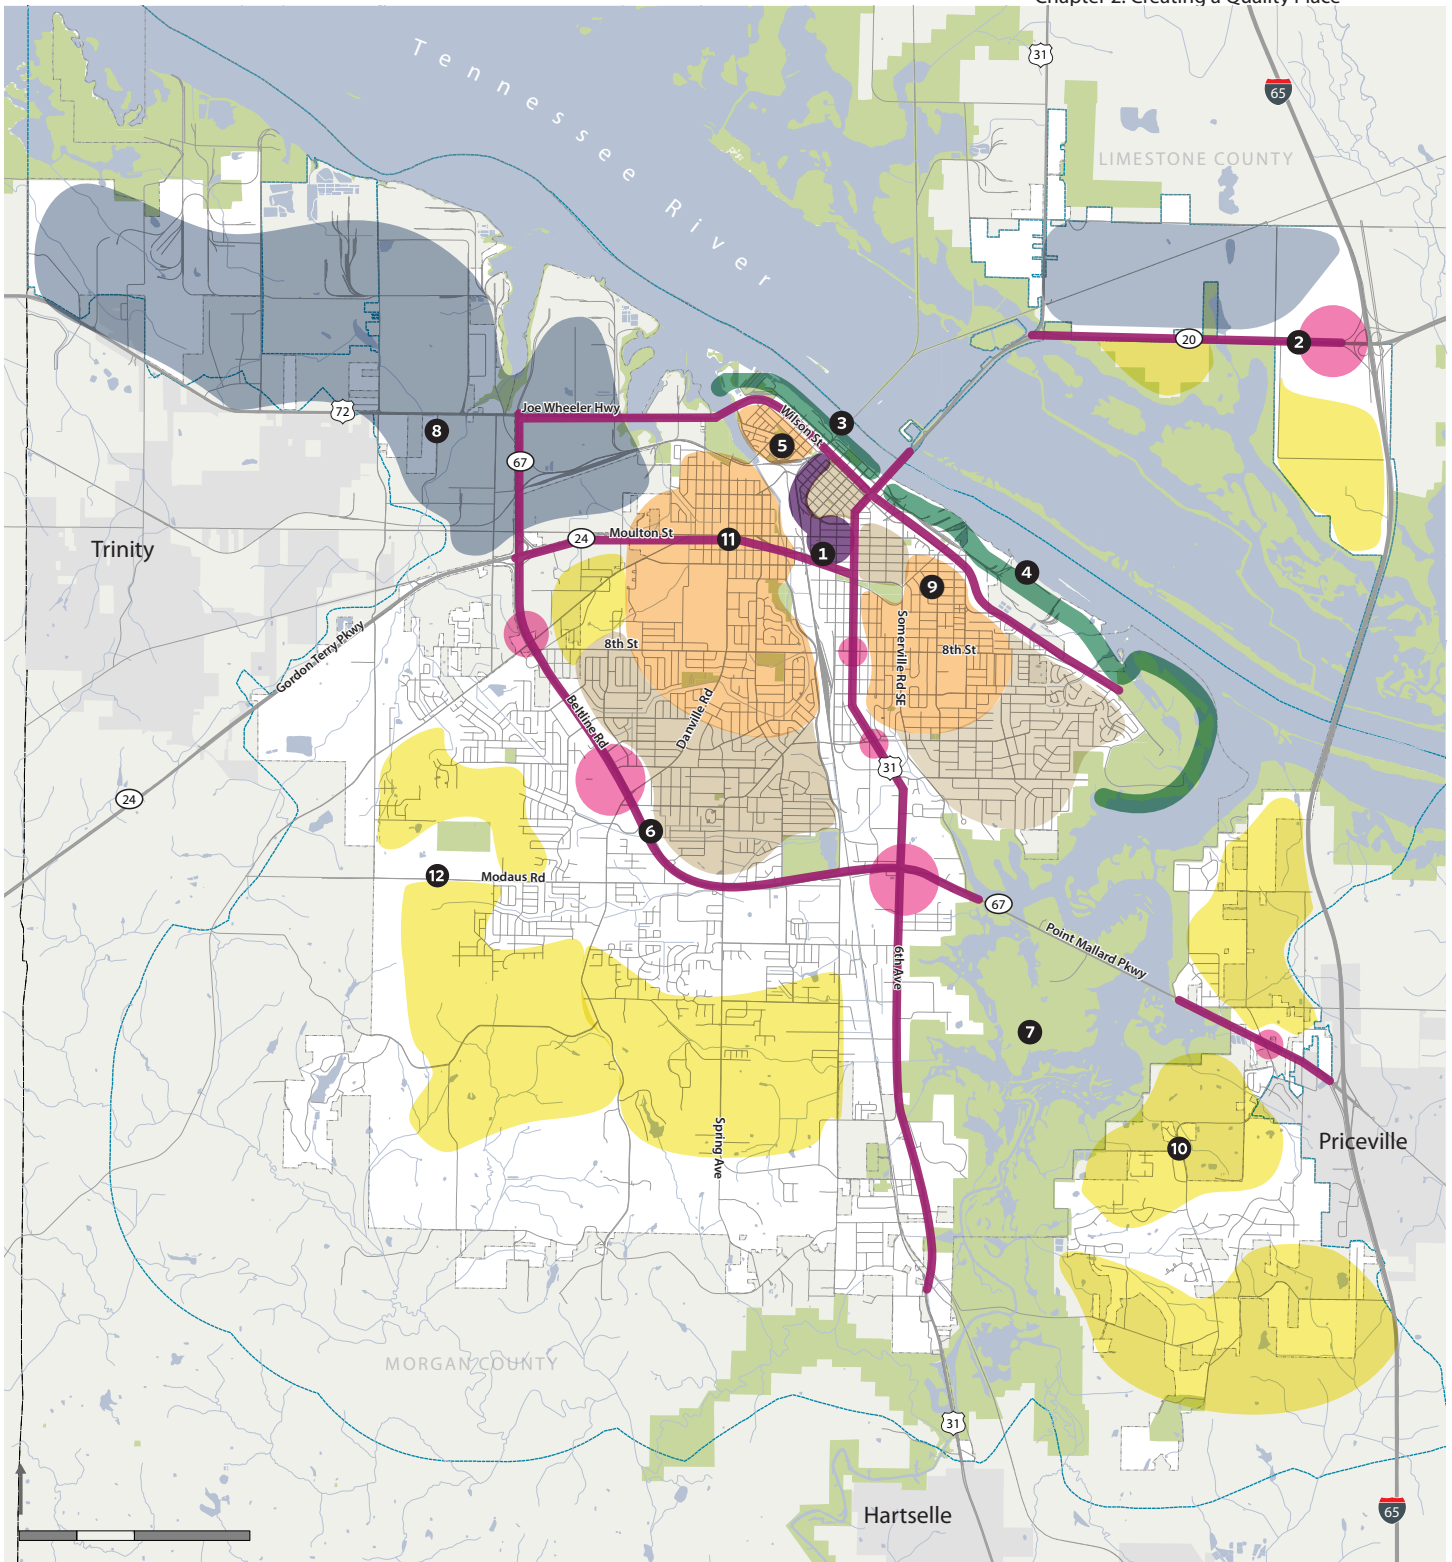 Chapter 2: Creating a Quality Place
31
65
Tennessee River
LIMESTONE COUNTY
20
2
72
Joe Wheeler Hwy
Wilson St
3
8
5
67
24
Moulton St
11
1
Trinity
4
9
Gordon Terry Pkwy
8th St
Somerville Rd SE
8th St
Beltline Rd
Danville Rd
31
24
6
12
Modaus Rd
67
Point Mallard Pkwy
6th Ave
7
Spring Ave
Priceville
10
MORGAN COUNTY
31
Hartselle
65